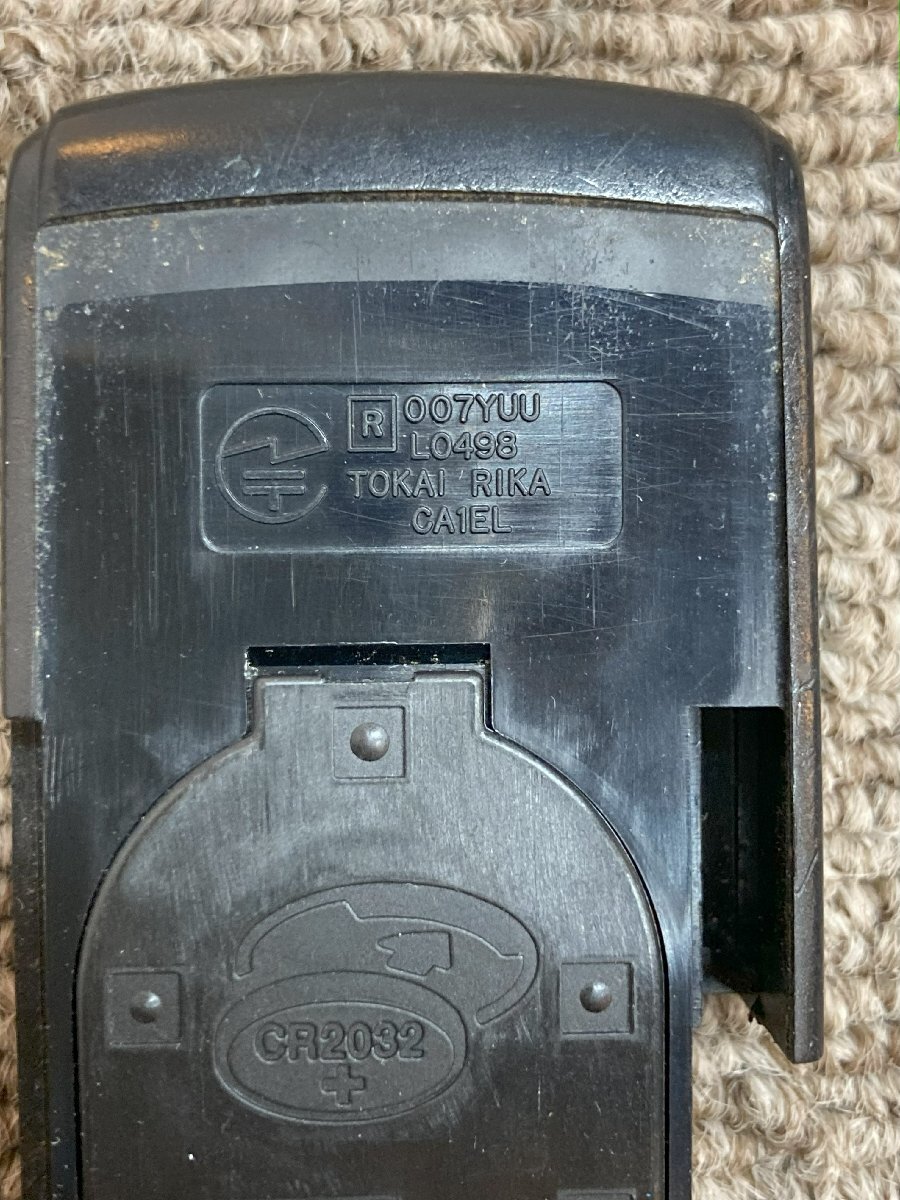 R 007YUU
L0498
TOKAI RIKA
CA1EL
CR2032
+